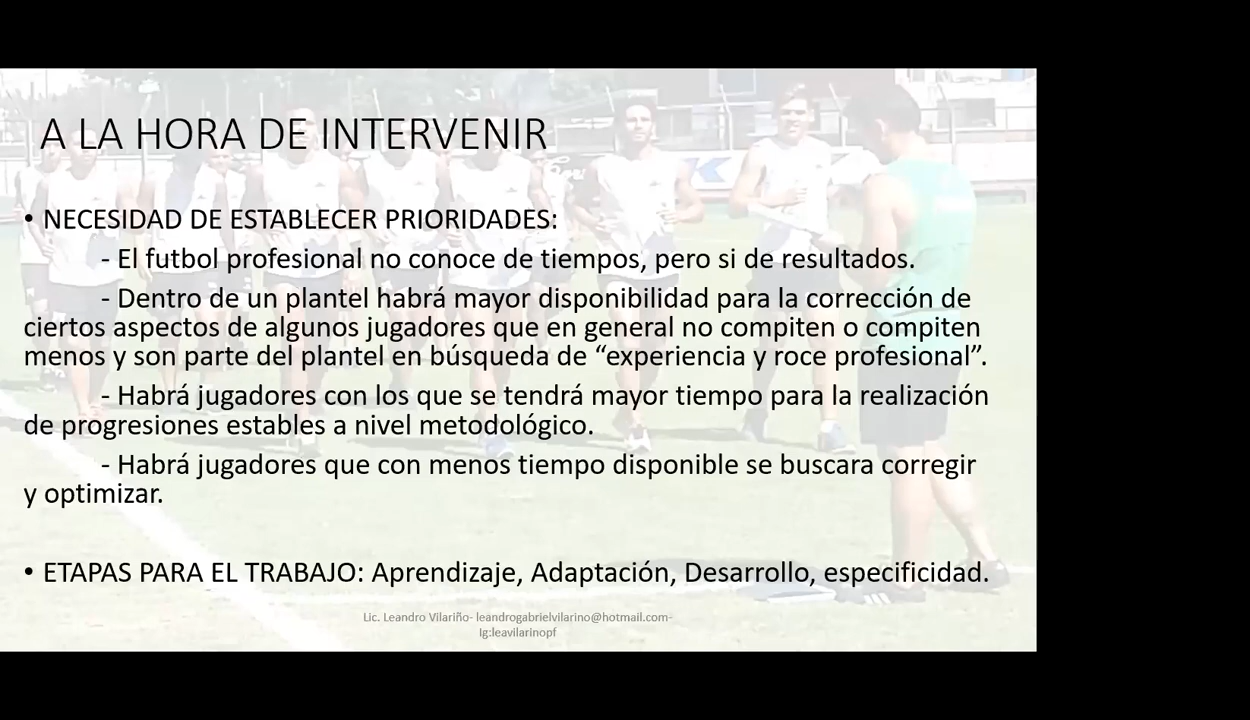 A LA HORA DE INTERVENIR
• NECESIDAD DE ESTABLECER PRIORIDADES:
- El futbol profesional no conoce de tiempos, pero si de resultados.
- Dentro de un plantel habrá mayor disponibilidad para la corrección de
ciertos aspectos de algunos jugadores que en general no compiten o compiten
menos y son parte del plantel en búsqueda de “experiencia y roce profesional”.
- Habrá jugadores con los que se tendrá mayor tiempo para la realización
de progresiones estables a nivel metodológico.
- Habrá jugadores que con menos tiempo disponible se buscara corregir
y optimizar.
• ETAPAS PARA EL TRABAJO: Aprendizaje, Adaptación, Desarrollo, especificidad.
Lic. Leandro Vilariño- leandrogabrielvilarino@hotmail.com-
Ig:leavilarinopf